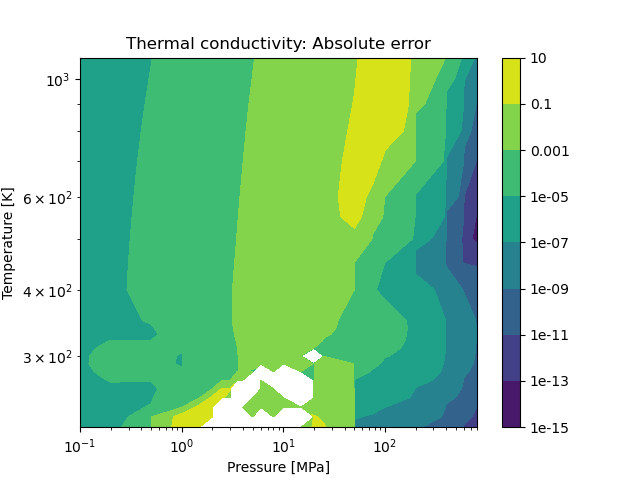 Thermal conductivity: Absolute error
10³
6 × 10²
4 × 10²
3 × 10²
Temperature [K]
10⁻¹
10⁰
10¹
10²
Pressure [MPa]
10
0.1
0.001
1e-05
1e-07
1e-09
1e-11
1e-13
1e-15